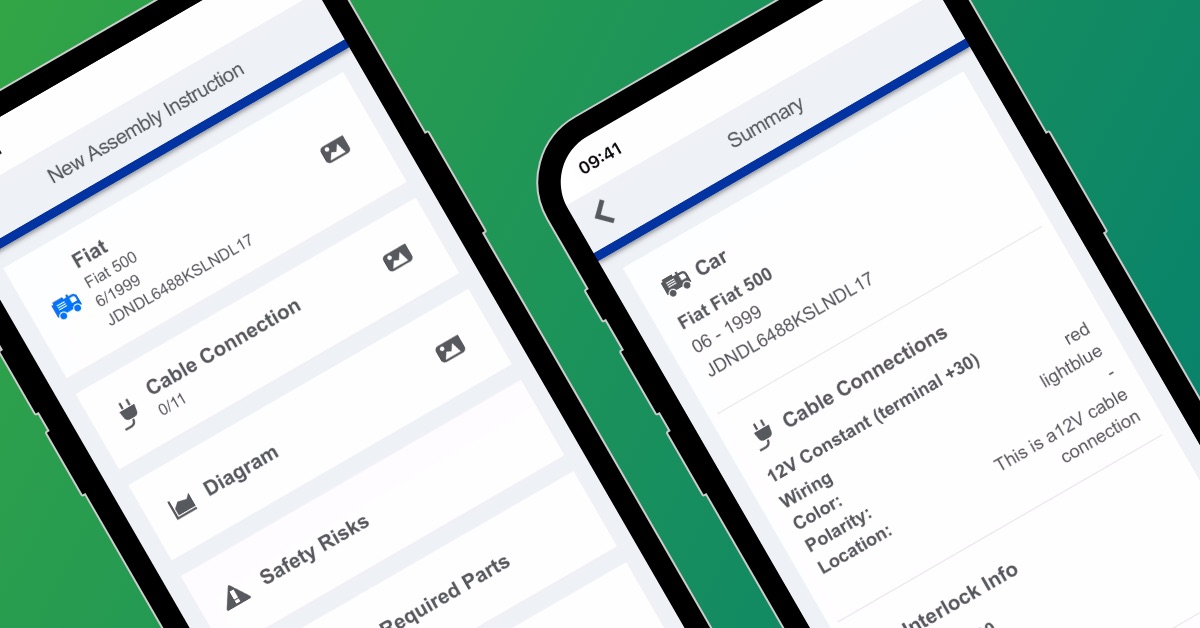 New Assembly Instruction
Fiat
Fiat 500
6/1999
JDNDL6488KSLNDL17
Cable Connection
0/11
Diagram
Safety Risks
Required Parts
09:41
Summary
Car
Fiat Fiat 500
06 - 1999
JDNDL6488KSLNDL17
Cable Connections
12V Constant (terminal +30)
Wiring red
Color: lightblue
Polarity: -
Location: This is a12V cable
connection
Interlock Info